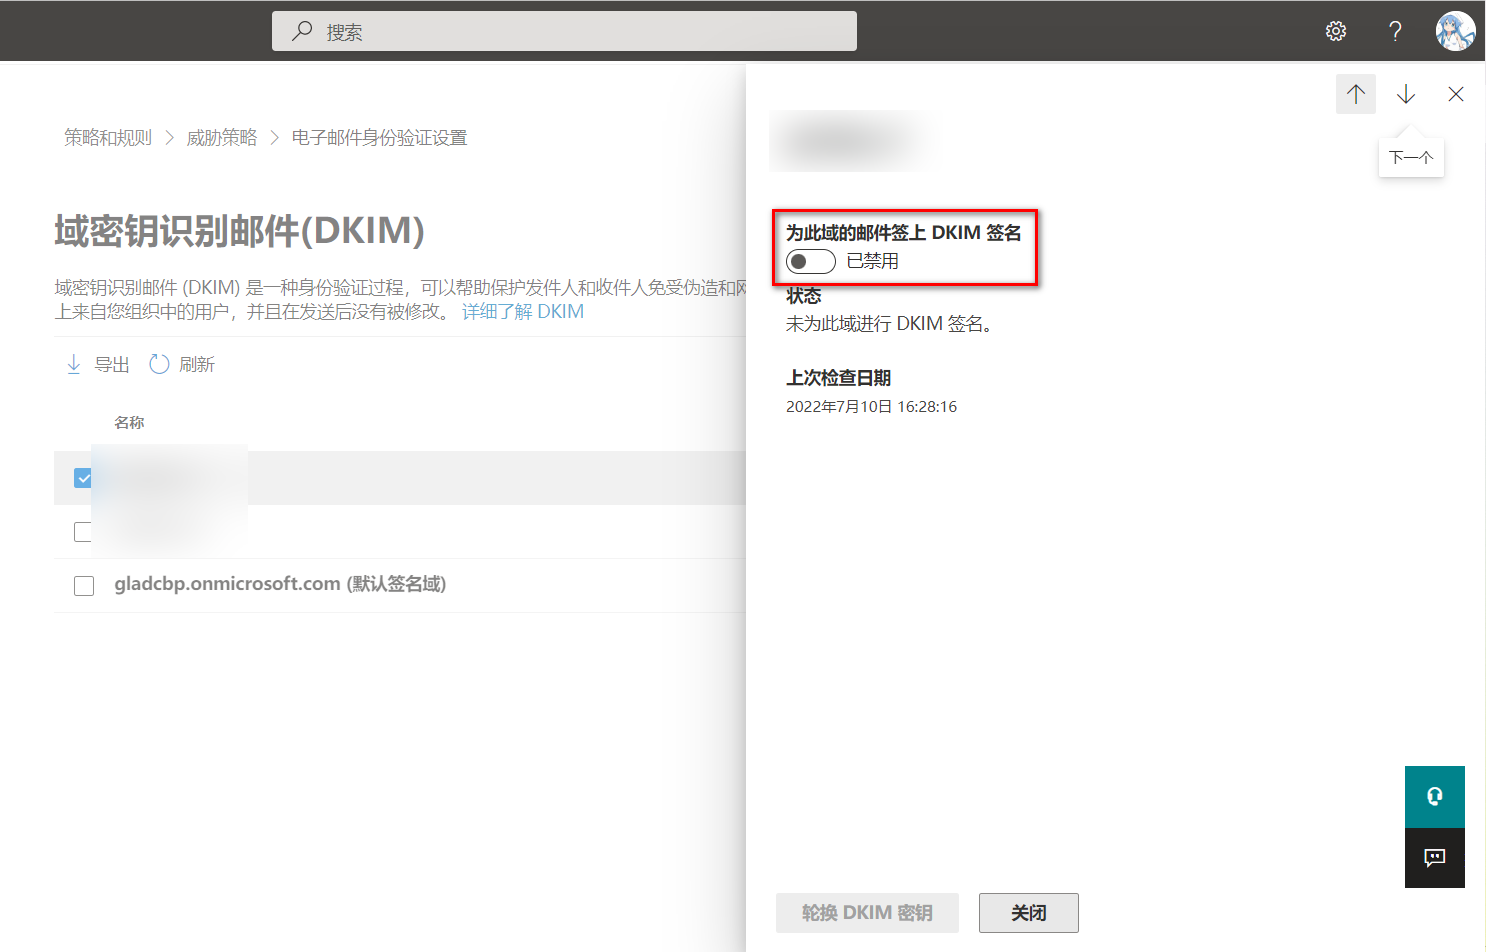 搜索
策略和规则 > 威胁策略 > 电子邮件身份验证设置
下一个
域密钥识别邮件(DKIM)
域密钥识别邮件 (DKIM) 是一种身份验证过程，可以帮助保护发件人和收件人免受伪造和网
上来自您组织中的用户，并且在发送后没有被修改。 详细了解 DKIM
导出 刷新
名称
gladcbp.onmicrosoft.com (默认签名域)
为此域的邮件签上 DKIM 签名
已禁用
状态
未为此域进行 DKIM 签名。
上次检查日期
2022年7月10日 16:28:16
轮换 DKIM 密钥
关闭